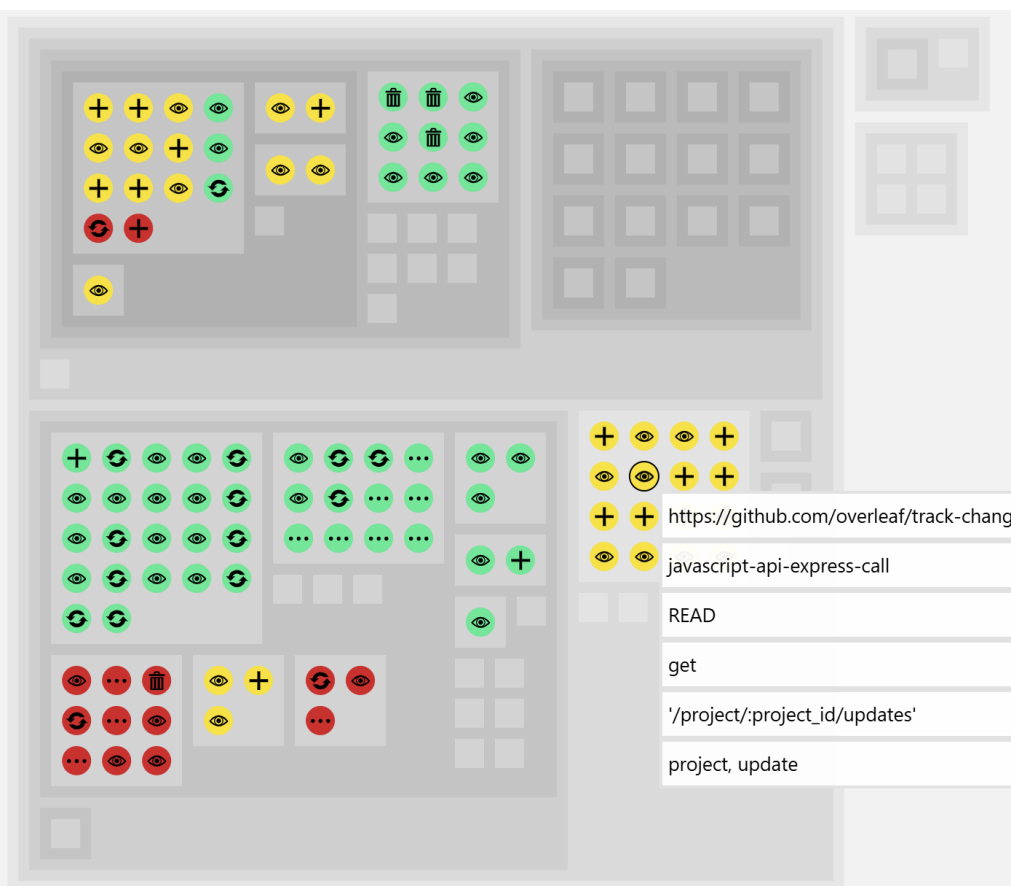 https://github.com/overleaf/track-chang
javascript-api-express-call
READ
get
'/project/:project_id/updates'
project, update